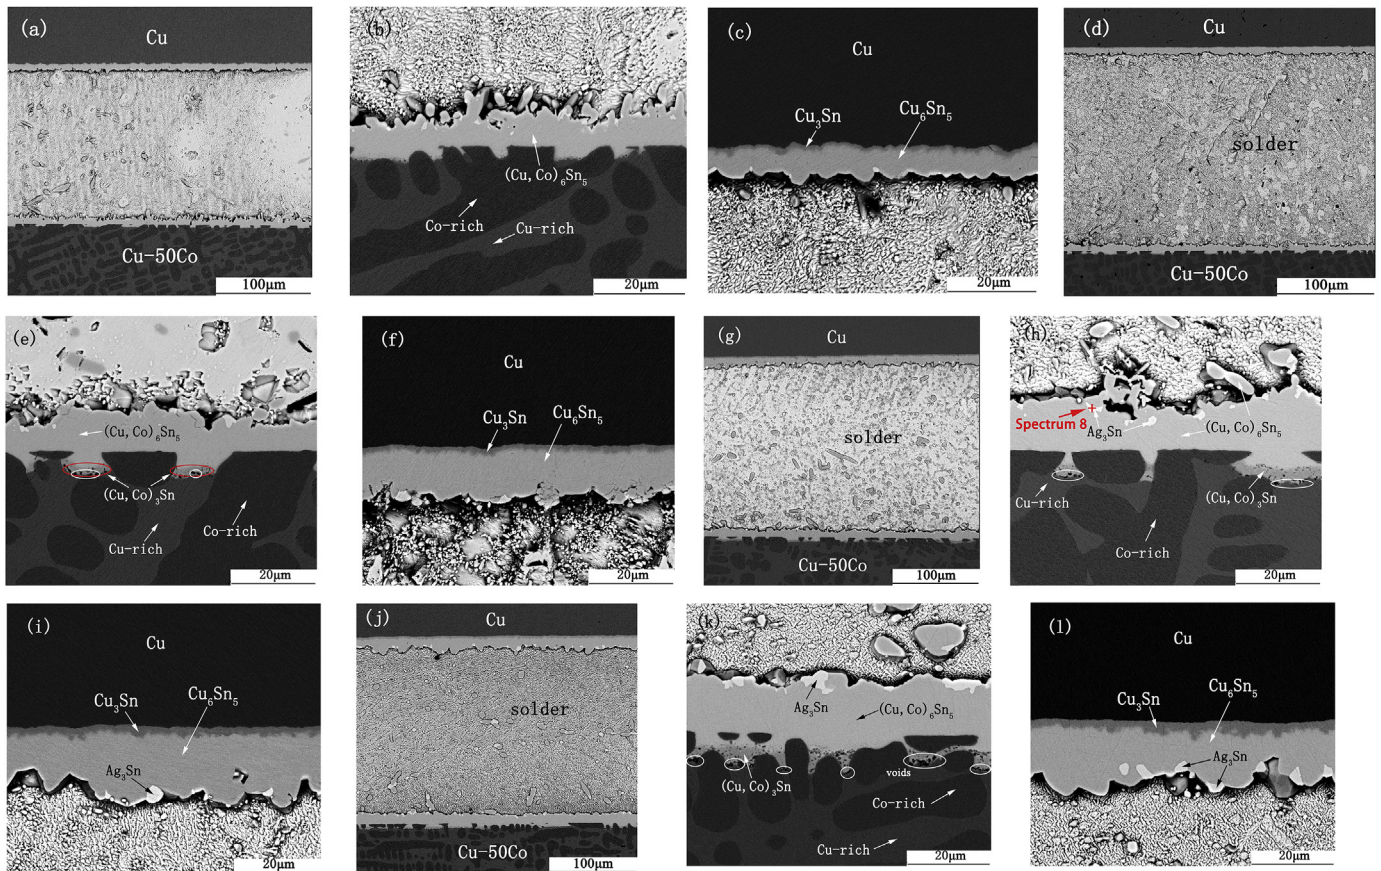 (a)
Cu
Cu-50Co
100μm
(b)
(Cu, Co)₆Sn₅
Co-rich
Cu-rich
20μm
(c)
Cu
Cu₃Sn
Cu₆Sn₅
20μm
(d)
Cu
solder
Cu-50Co
100μm
(e)
(Cu, Co)₆Sn₅
(Cu, Co)₃Sn
Cu-rich
Co-rich
20μm
(f)
Cu
Cu₃Sn
Cu₆Sn₅
20μm
(g)
Cu
solder
Cu-50Co
100μm
(h)
Spectrum 8
Ag₃Sn
(Cu, Co)₆Sn₅
Cu-rich
(Cu, Co)₃Sn
Co-rich
20μm
(i)
Cu
Cu₃Sn
Cu₆Sn₅
Ag₃Sn
20μm
(j)
Cu
solder
Cu-50Co
100μm
(k)
Ag₃Sn
(Cu, Co)₆Sn₅
voids
(Cu, Co)₃Sn
Co-rich
Cu-rich
20μm
(l)
Cu
Cu₃Sn
Cu₆Sn₅
Ag₃Sn
20μm